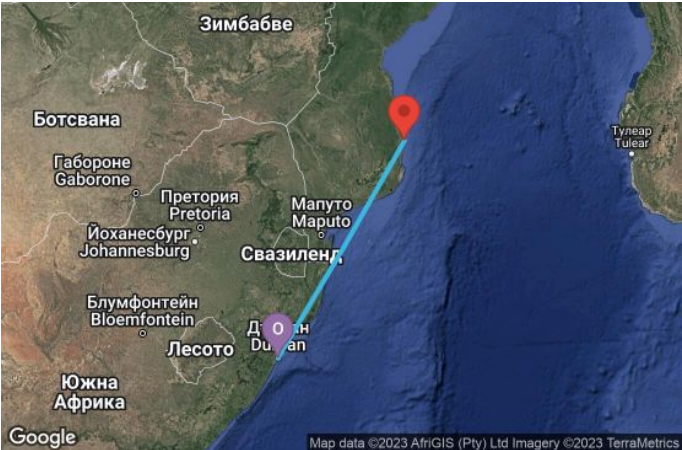 Зимбабве
Ботсвана
Тулеар
Tulear
Габороне
Gaborone
Претория
Pretoria
Мапуто
Maputo
Йоханесбург
Johannesburg
Свазиленд
Блумфонтейн
Bloemfontein
O
Лесото
Южна
Африка
Google
Map data ©2023 AfriGIS (Pty) Ltd Imagery ©2023 TerraMetrics